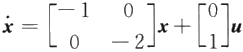 ẋ = [ -1 0 ; 0 -2 ] x + [ 0 ; 1 ] u